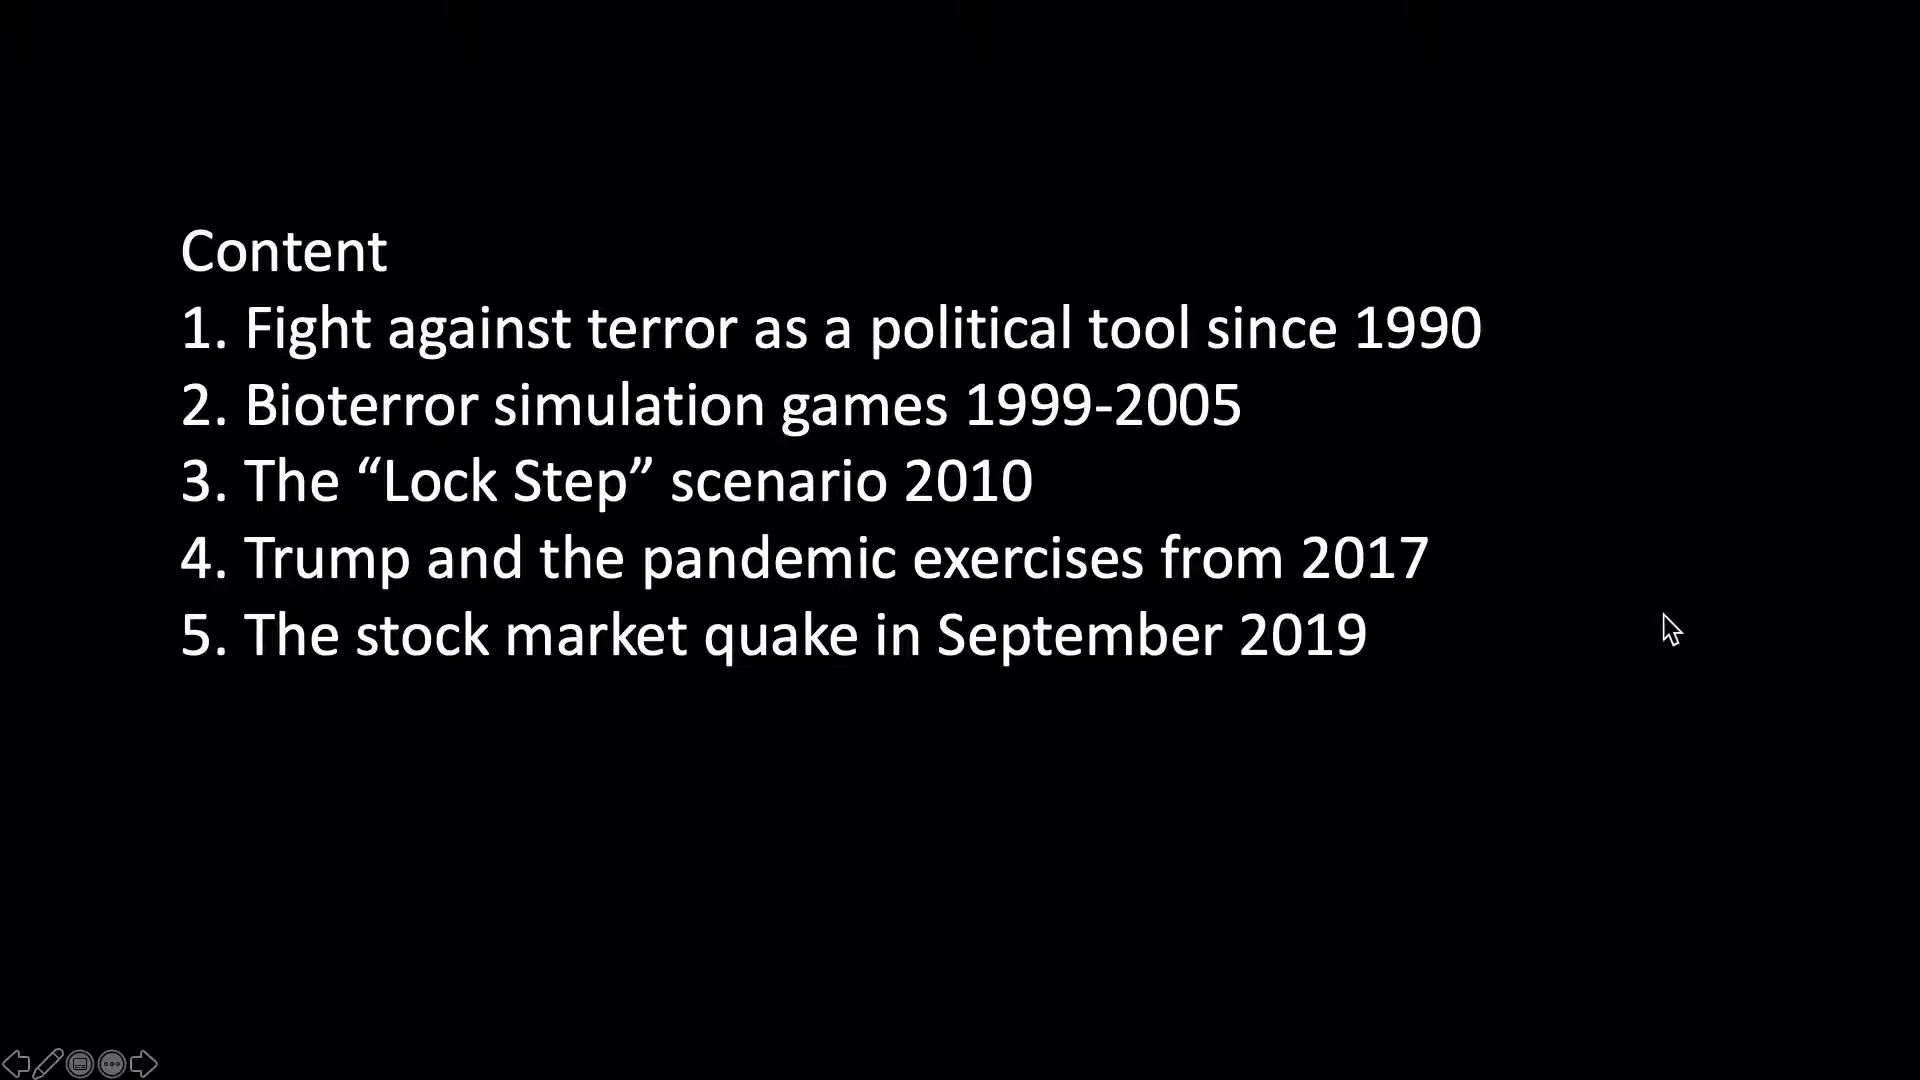 Content
1. Fight against terror as a political tool since 1990
2. Bioterror simulation games 1999-2005
3. The “Lock Step” scenario 2010
4. Trump and the pandemic exercises from 2017
5. The stock market quake in September 2019